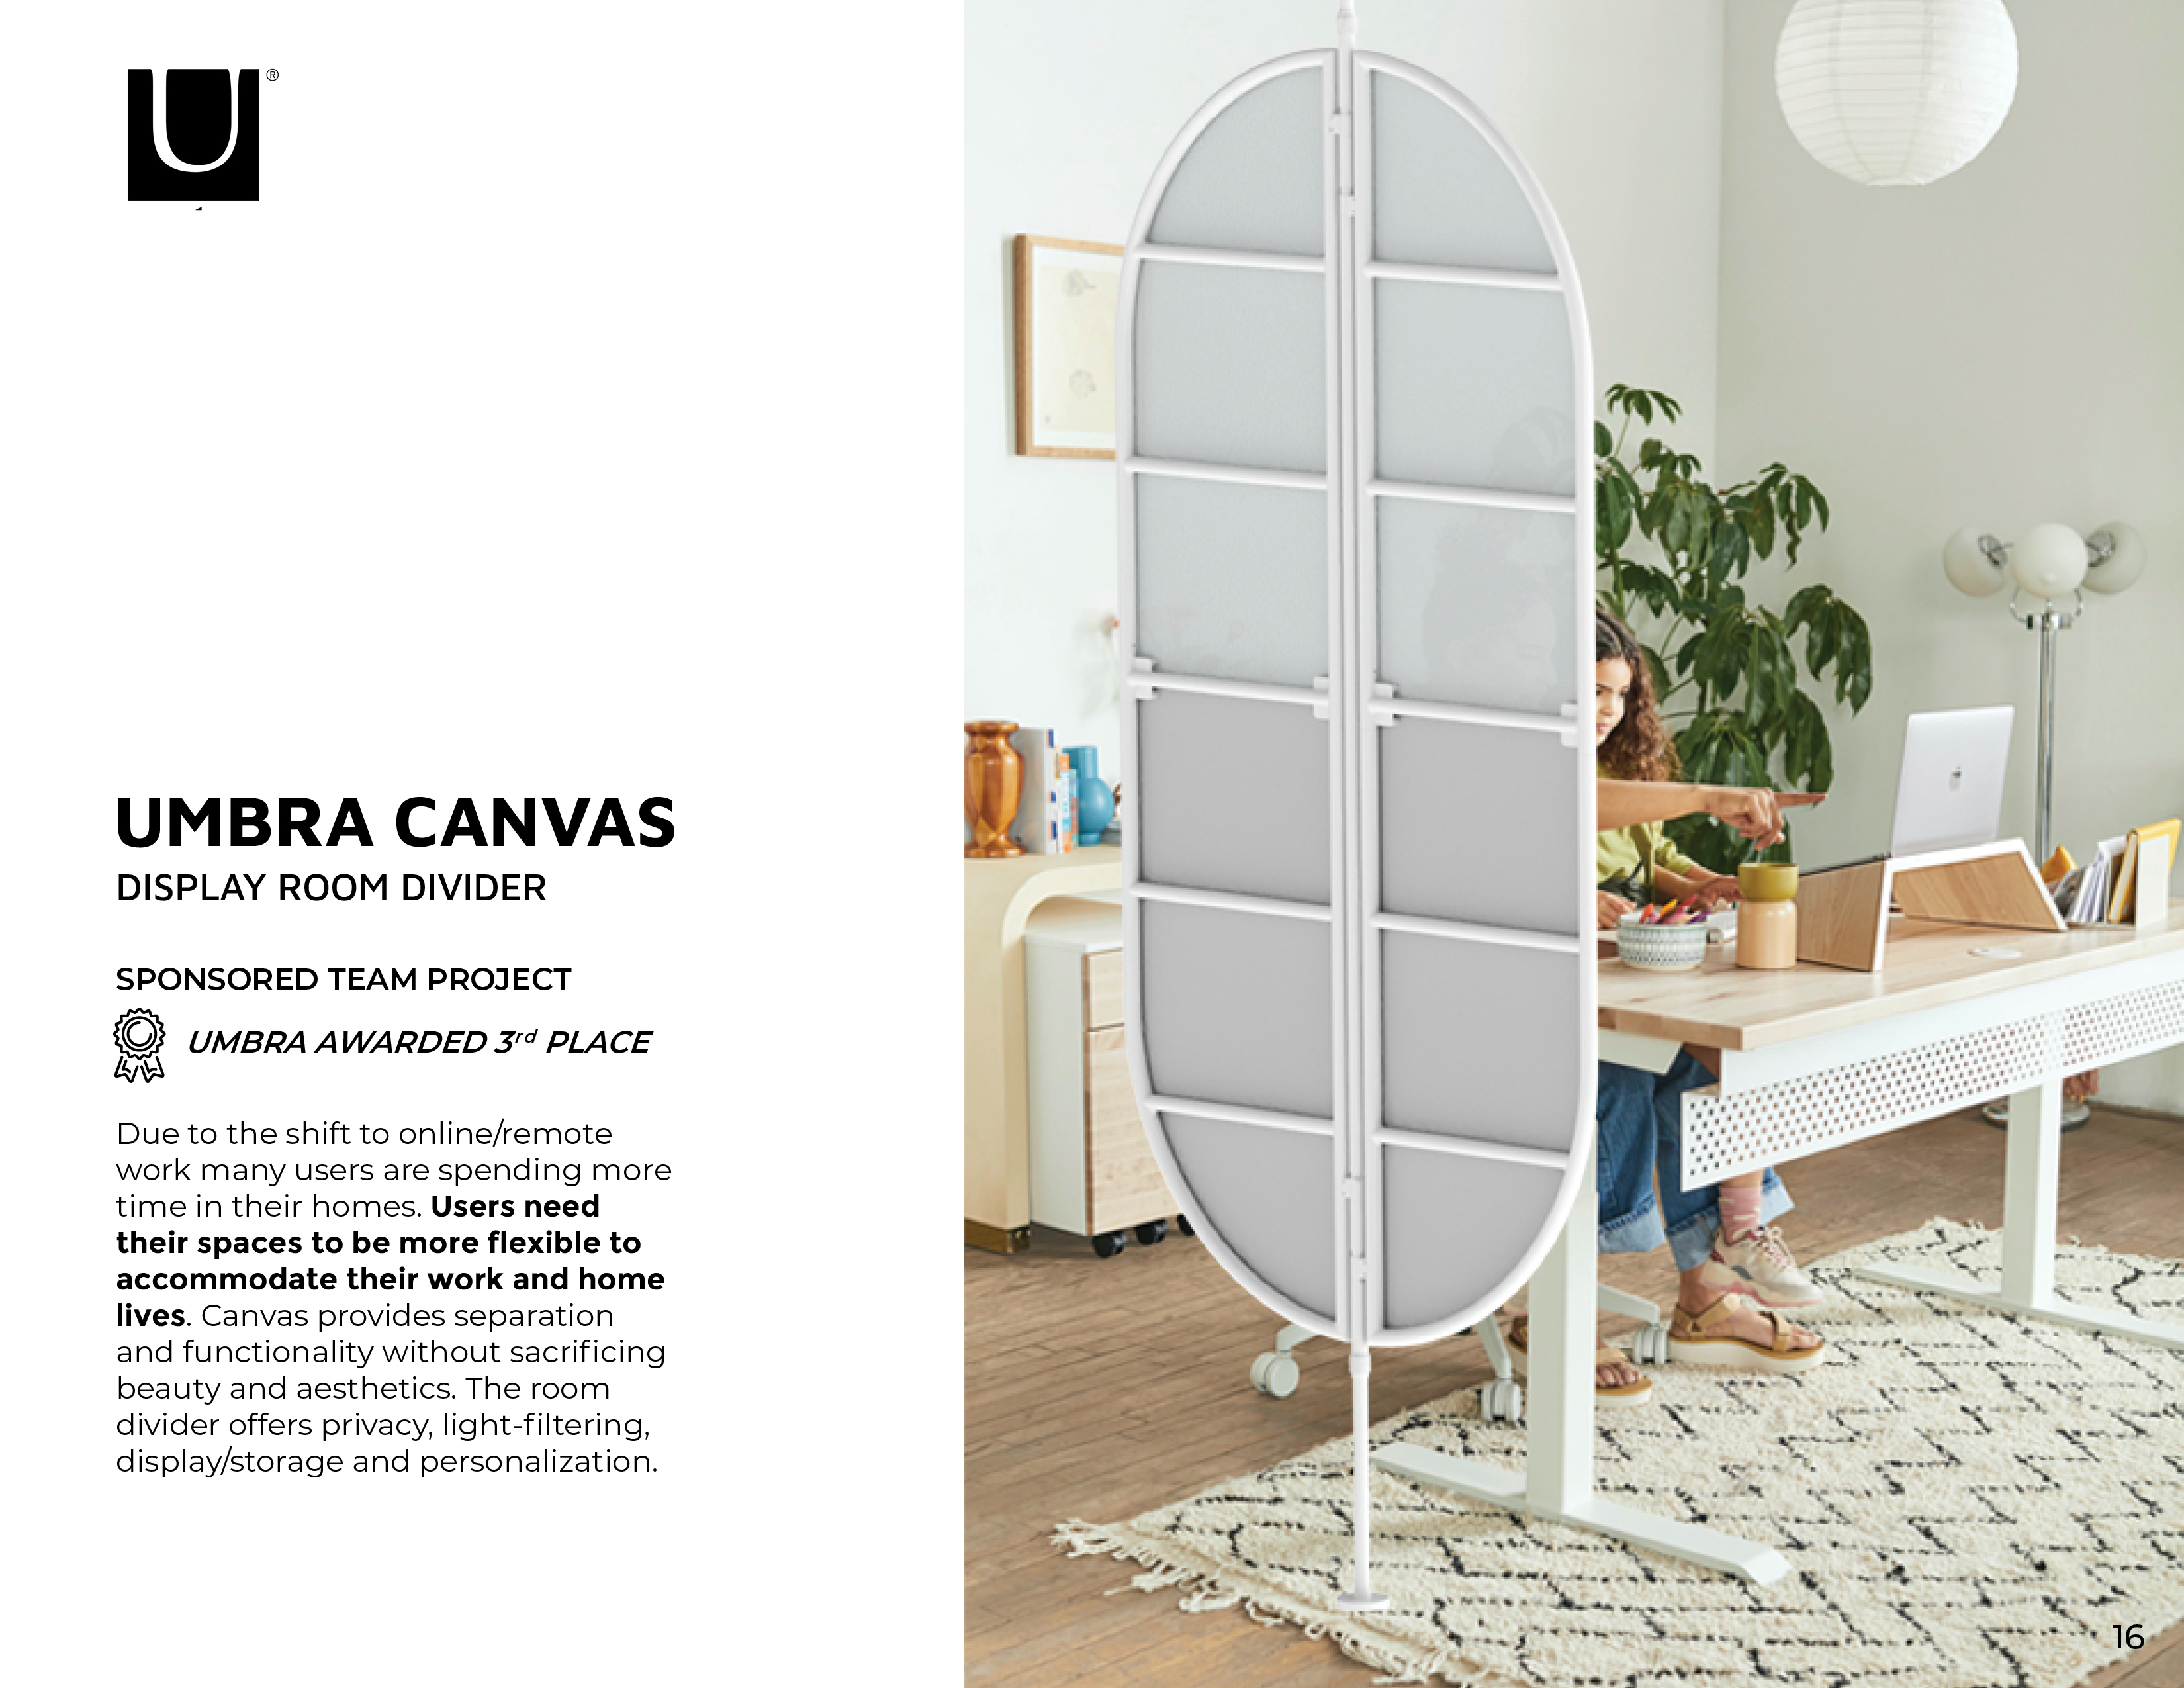 U®
UMBRA CANVAS
DISPLAY ROOM DIVIDER
SPONSORED TEAM PROJECT
UMBRA AWARDED 3rd PLACE
Due to the shift to online/remote
work many users are spending more
time in their homes. Users need
their spaces to be more flexible to
accommodate their work and home
lives. Canvas provides separation
and functionality without sacrificing
beauty and aesthetics. The room
divider offers privacy, light-filtering,
display/storage and personalization.
16